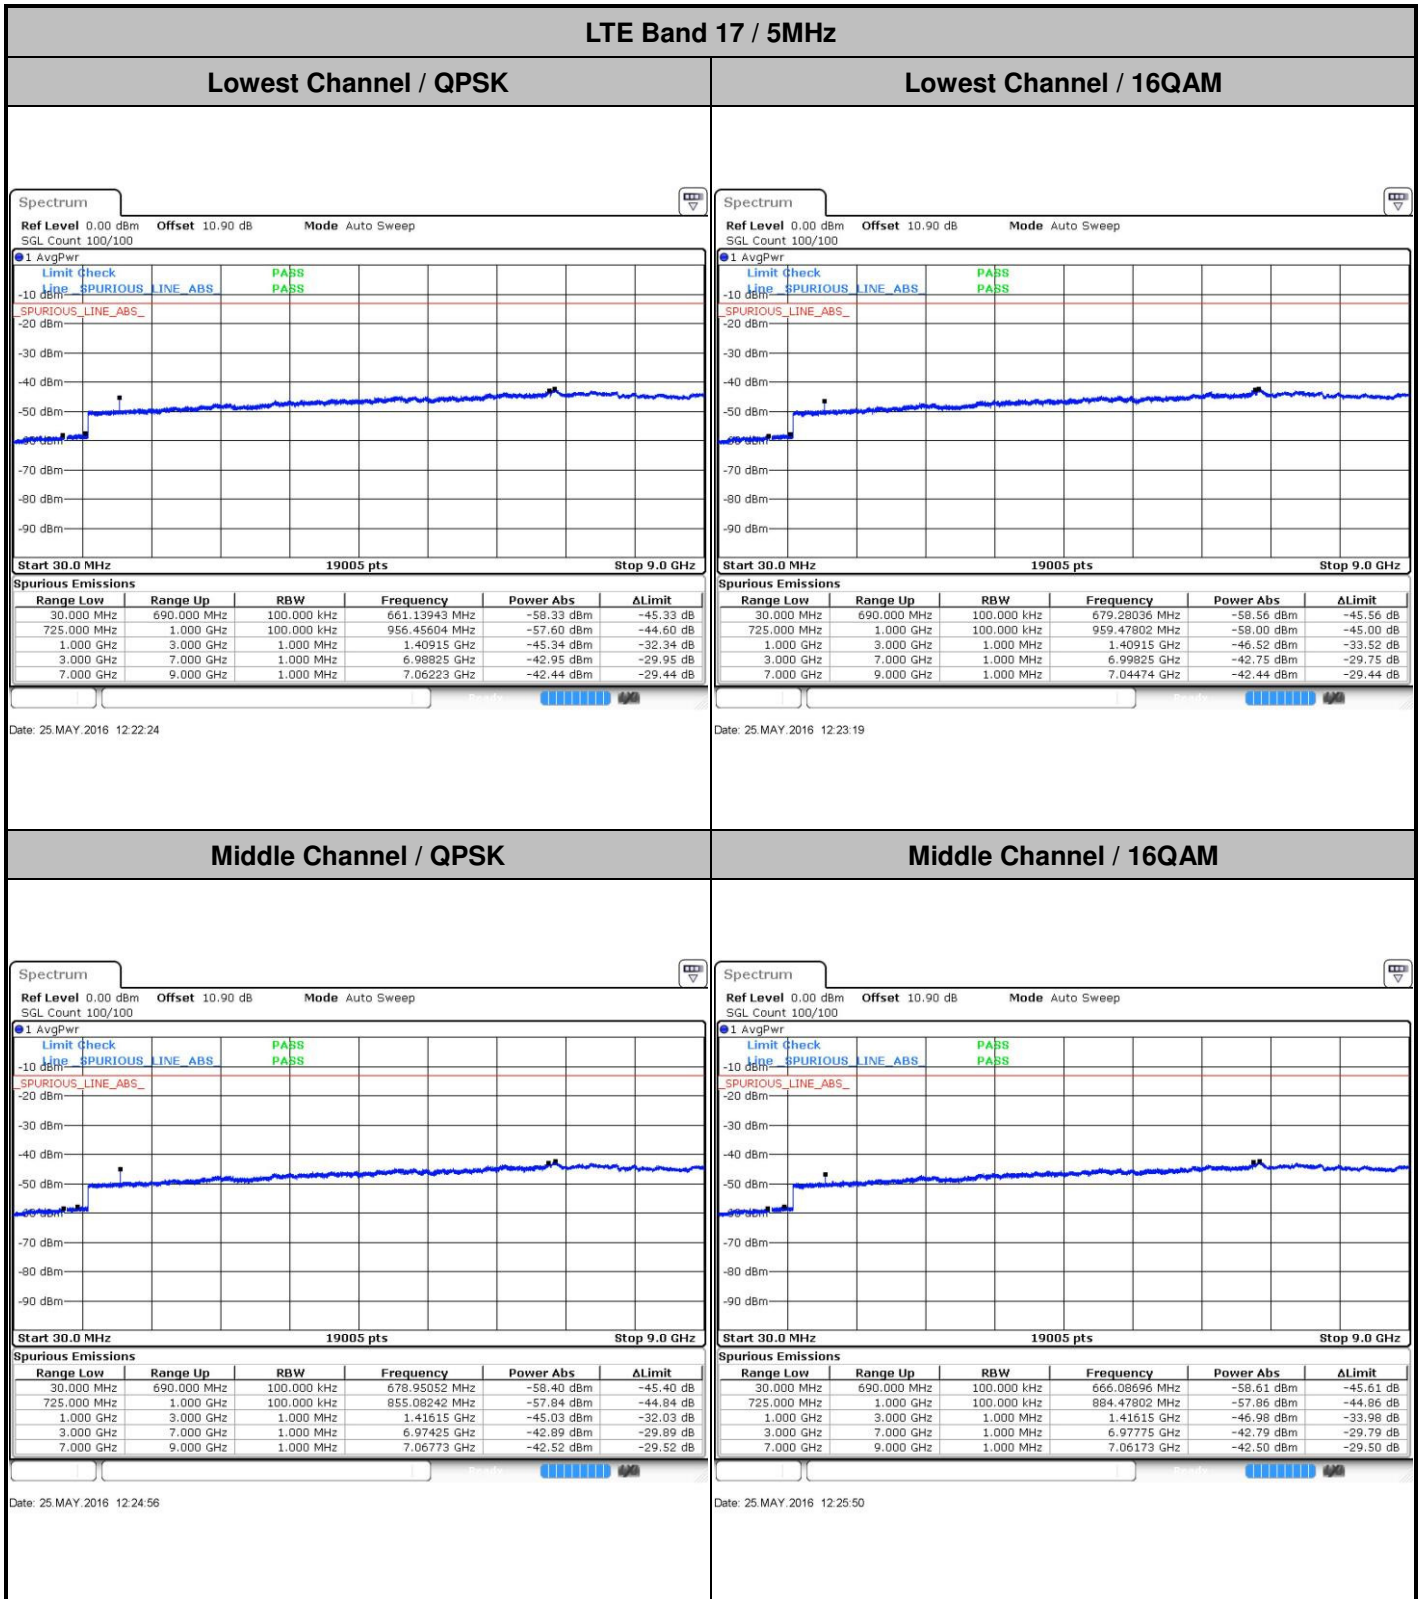 LTE Band 17 / 5MHz
Lowest Channel / QPSK
Lowest Channel / 16QAM
Spectrum
Ref Level 0.00 dBm Offset 10.90 dB Mode Auto Sweep
SGL Count 100/100
1 AvgPwr
Limit Check PASS
Line _SPURIOUS_LINE_ABS_ PASS
-10 dBm
_SPURIOUS_LINE_ABS_
-20 dBm
-30 dBm
-40 dBm
-50 dBm
-60 dBm
-70 dBm
-80 dBm
-90 dBm
Start 30.0 MHz 19005 pts Stop 9.0 GHz
Spurious Emissions
Range Low Range Up RBW Frequency Power Abs ΔLimit
30.000 MHz 690.000 MHz 100.000 kHz 661.13943 MHz -58.33 dBm -45.33 dB
725.000 MHz 1.000 GHz 100.000 kHz 956.45604 MHz -57.60 dBm -44.60 dB
1.000 GHz 3.000 GHz 1.000 MHz 1.40915 GHz -45.34 dBm -32.34 dB
3.000 GHz 7.000 GHz 1.000 MHz 6.98825 GHz -42.95 dBm -29.95 dB
7.000 GHz 9.000 GHz 1.000 MHz 7.06223 GHz -42.44 dBm -29.44 dB
Date: 25.MAY.2016 12:22:24
Spectrum
Ref Level 0.00 dBm Offset 10.90 dB Mode Auto Sweep
SGL Count 100/100
1 AvgPwr
Limit Check PASS
Line _SPURIOUS_LINE_ABS_ PASS
-10 dBm
_SPURIOUS_LINE_ABS_
-20 dBm
-30 dBm
-40 dBm
-50 dBm
-60 dBm
-70 dBm
-80 dBm
-90 dBm
Start 30.0 MHz 19005 pts Stop 9.0 GHz
Spurious Emissions
Range Low Range Up RBW Frequency Power Abs ΔLimit
30.000 MHz 690.000 MHz 100.000 kHz 679.28036 MHz -58.56 dBm -45.56 dB
725.000 MHz 1.000 GHz 100.000 kHz 959.47802 MHz -58.00 dBm -45.00 dB
1.000 GHz 3.000 GHz 1.000 MHz 1.40915 GHz -46.52 dBm -33.52 dB
3.000 GHz 7.000 GHz 1.000 MHz 6.99825 GHz -42.75 dBm -29.75 dB
7.000 GHz 9.000 GHz 1.000 MHz 7.04474 GHz -42.44 dBm -29.44 dB
Date: 25.MAY.2016 12:23:19
Middle Channel / QPSK
Middle Channel / 16QAM
Spectrum
Ref Level 0.00 dBm Offset 10.90 dB Mode Auto Sweep
SGL Count 100/100
1 AvgPwr
Limit Check PASS
Line _SPURIOUS_LINE_ABS_ PASS
-10 dBm
_SPURIOUS_LINE_ABS_
-20 dBm
-30 dBm
-40 dBm
-50 dBm
-60 dBm
-70 dBm
-80 dBm
-90 dBm
Start 30.0 MHz 19005 pts Stop 9.0 GHz
Spurious Emissions
Range Low Range Up RBW Frequency Power Abs ΔLimit
30.000 MHz 690.000 MHz 100.000 kHz 678.95052 MHz -58.40 dBm -45.40 dB
725.000 MHz 1.000 GHz 100.000 kHz 855.08242 MHz -57.84 dBm -44.84 dB
1.000 GHz 3.000 GHz 1.000 MHz 1.41615 GHz -45.03 dBm -32.03 dB
3.000 GHz 7.000 GHz 1.000 MHz 6.97425 GHz -42.89 dBm -29.89 dB
7.000 GHz 9.000 GHz 1.000 MHz 7.06773 GHz -42.52 dBm -29.52 dB
Date: 25.MAY.2016 12:24:56
Spectrum
Ref Level 0.00 dBm Offset 10.90 dB Mode Auto Sweep
SGL Count 100/100
1 AvgPwr
Limit Check PASS
Line _SPURIOUS_LINE_ABS_ PASS
-10 dBm
_SPURIOUS_LINE_ABS_
-20 dBm
-30 dBm
-40 dBm
-50 dBm
-60 dBm
-70 dBm
-80 dBm
-90 dBm
Start 30.0 MHz 19005 pts Stop 9.0 GHz
Spurious Emissions
Range Low Range Up RBW Frequency Power Abs ΔLimit
30.000 MHz 690.000 MHz 100.000 kHz 666.08696 MHz -58.61 dBm -45.61 dB
725.000 MHz 1.000 GHz 100.000 kHz 884.47802 MHz -57.86 dBm -44.86 dB
1.000 GHz 3.000 GHz 1.000 MHz 1.41615 GHz -46.98 dBm -33.98 dB
3.000 GHz 7.000 GHz 1.000 MHz 6.97775 GHz -42.79 dBm -29.79 dB
7.000 GHz 9.000 GHz 1.000 MHz 7.06173 GHz -42.50 dBm -29.50 dB
Date: 25.MAY.2016 12:25:50